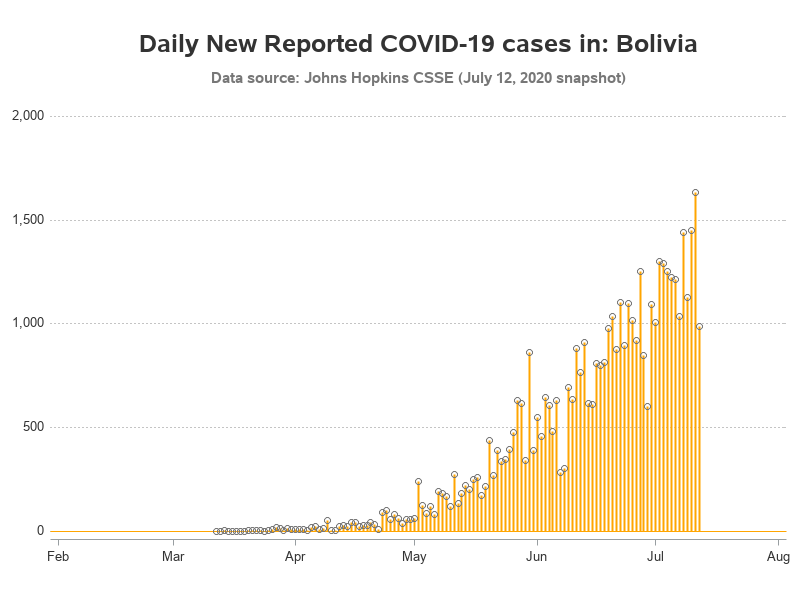 Daily New Reported COVID-19 cases in: Bolivia
Data source: Johns Hopkins CSSE (July 12, 2020 snapshot)
2,000
1,500
1,000
500
0
Feb Mar Apr May Jun Jul Aug